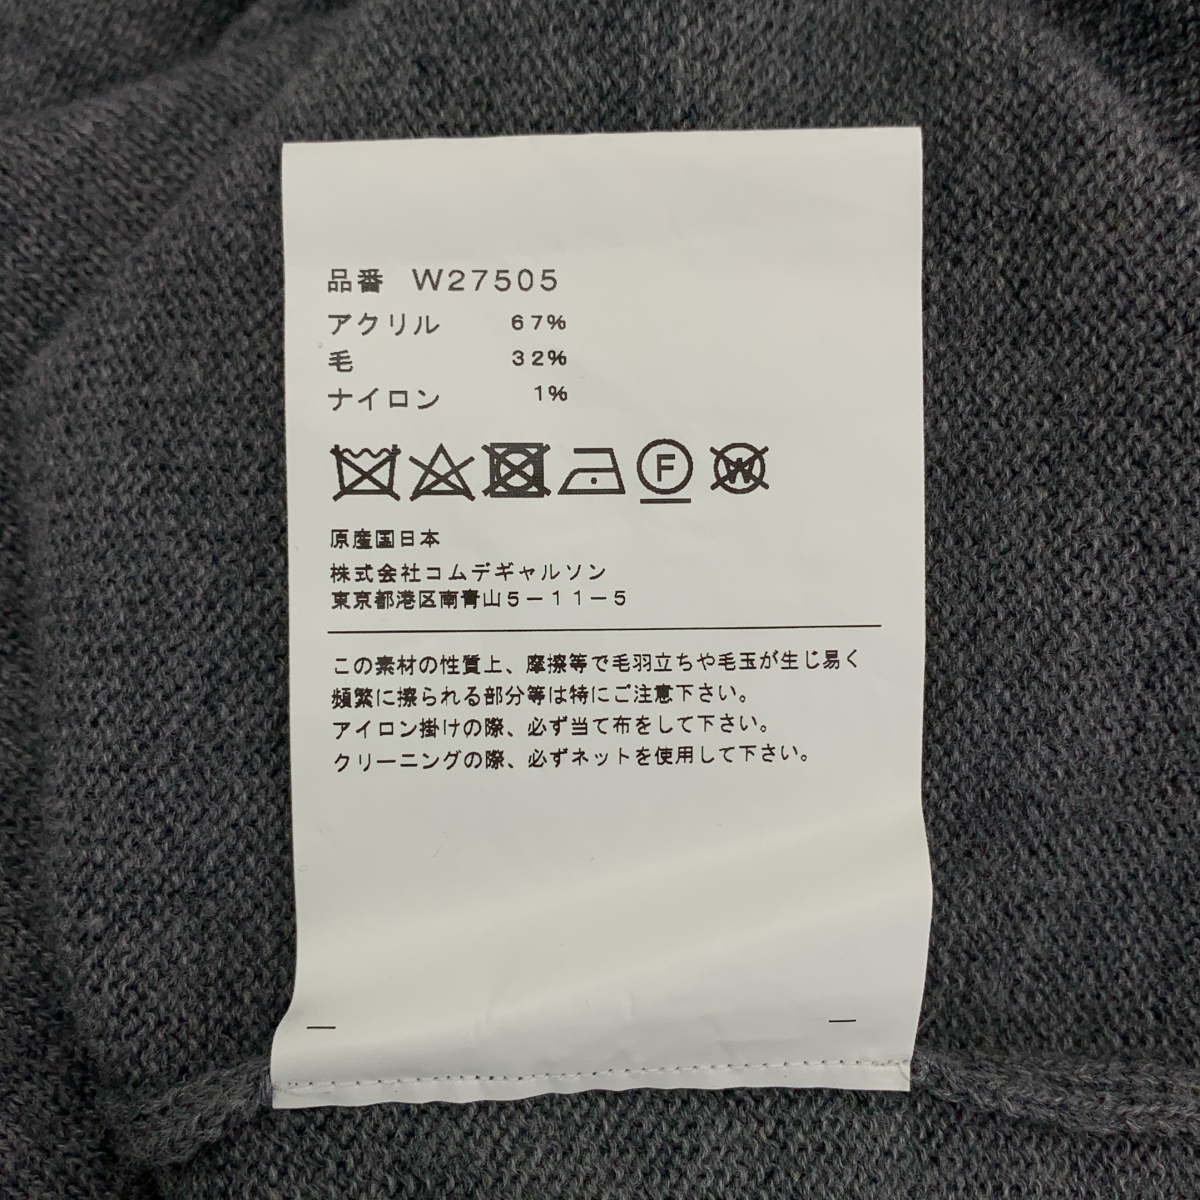 品番 W27505
アクリル 67%
毛 32%
ナイロン 1%
F W
原産国日本
株式会社コムデギャルソン
東京都港区南青山5-11-5
この素材の性質上、摩擦等で毛羽立ちや毛玉が生じ易く
頻繁に擦られる部分等は特にご注意下さい。
アイロン掛けの際、必ず当て布をして下さい。
クリーニングの際、必ずネットを使用して下さい。